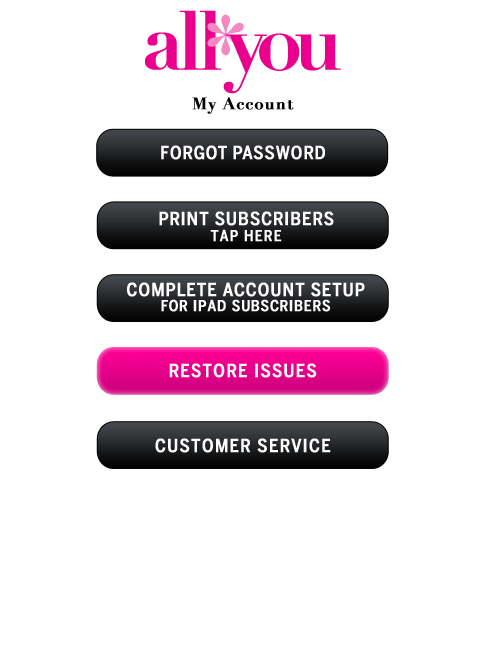 all you
My Account
FORGOT PASSWORD
PRINT SUBSCRIBERS
TAP HERE
COMPLETE ACCOUNT SETUP
FOR IPAD SUBSCRIBERS
RESTORE ISSUES
CUSTOMER SERVICE